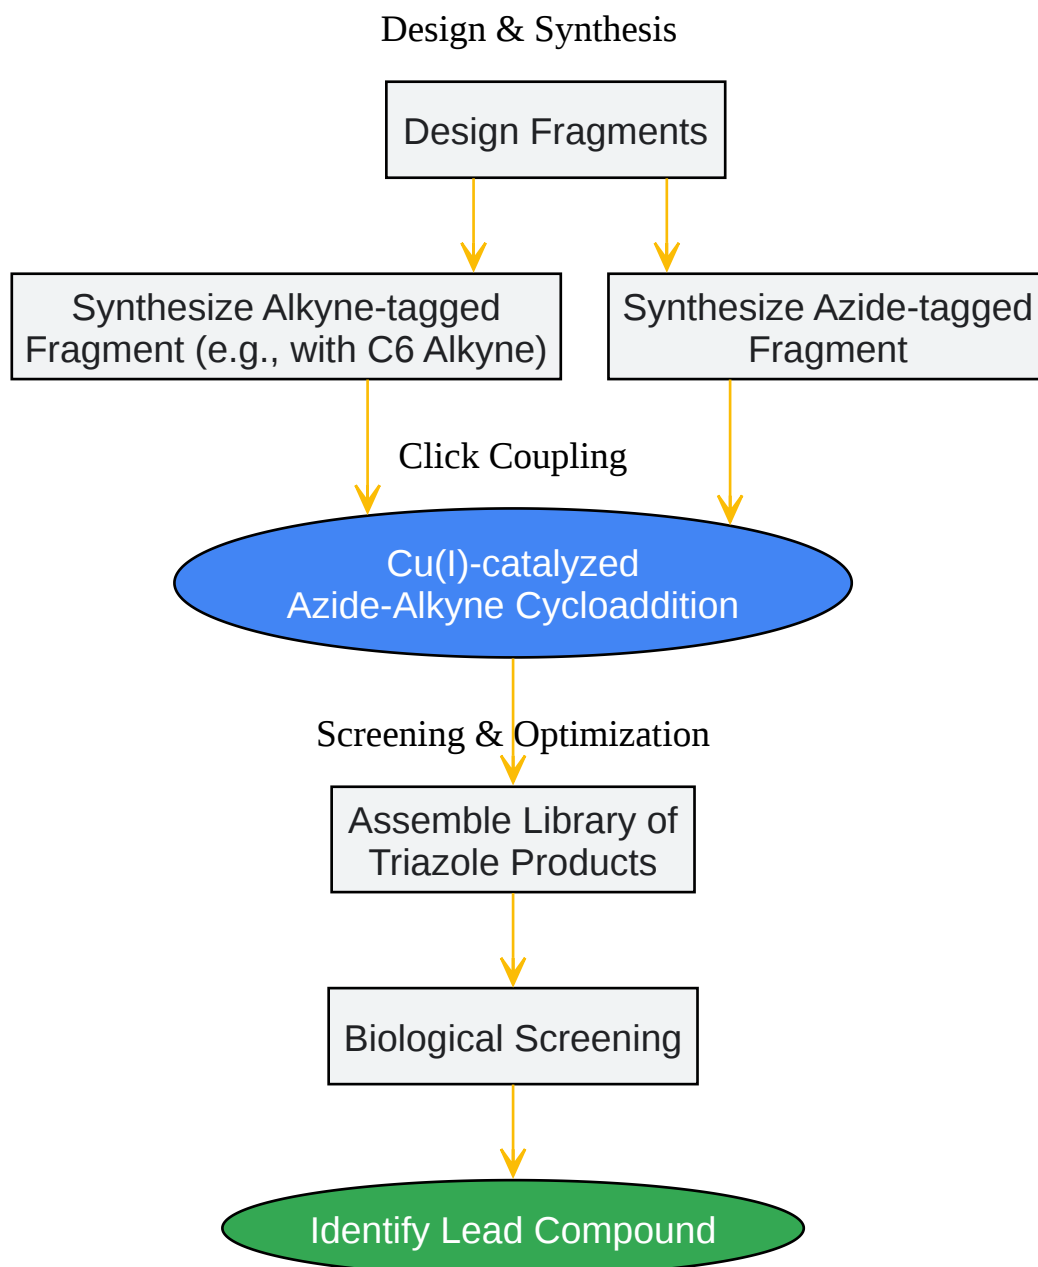 Design & Synthesis
Design Fragments
Synthesize Alkyne-tagged
Fragment (e.g., with C6 Alkyne)
Synthesize Azide-tagged
Fragment
Click Coupling
Cu(I)-catalyzed
Azide-Alkyne Cycloaddition
Screening & Optimization
Assemble Library of
Triazole Products
Biological Screening
Identify Lead Compound